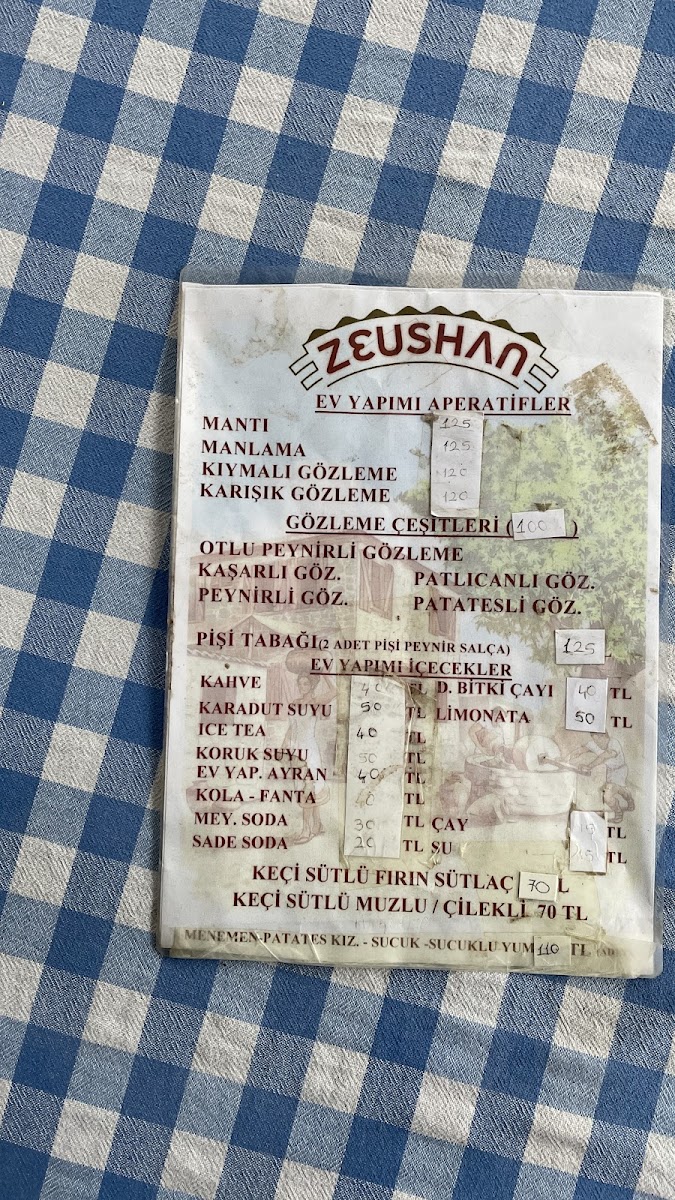 ZEUSHAN
EV YAPIMI APERATİFLER
MANTI 125
MANLAMA 125
KIYMALI GÖZLEME 120
KARIŞIK GÖZLEME 120
GÖZLEME ÇEŞİTLERİ (100)
OTLU PEYNİRLİ GÖZLEME
KAŞARLI GÖZ. PATLICANLI GÖZ.
PEYNİRLİ GÖZ. PATATESLİ GÖZ.
PİŞİ TABAĞI(2 ADET PİŞİ PEYNİR SALÇA) 125
EV YAPIMI İÇECEKLER
KAHVE 40 TL D. BİTKİ ÇAYI 40 TL
KARADUT SUYU 50 TL LİMONATA 50 TL
ICE TEA 40 TL
KORUK SUYU 50 TL
EV YAP. AYRAN 40 TL
KOLA - FANTA 40 TL
MEY. SODA 30 TL ÇAY TL
SADE SODA 20 TL SU TL
KEÇİ SÜTLÜ FIRIN SÜTLAÇ 70 L
KEÇİ SÜTLÜ MUZLU / ÇİLEKLİ 70 TL
MENEMEN-PATATES KIZ. - SUCUK -SUCUKLU YUM 110 TL